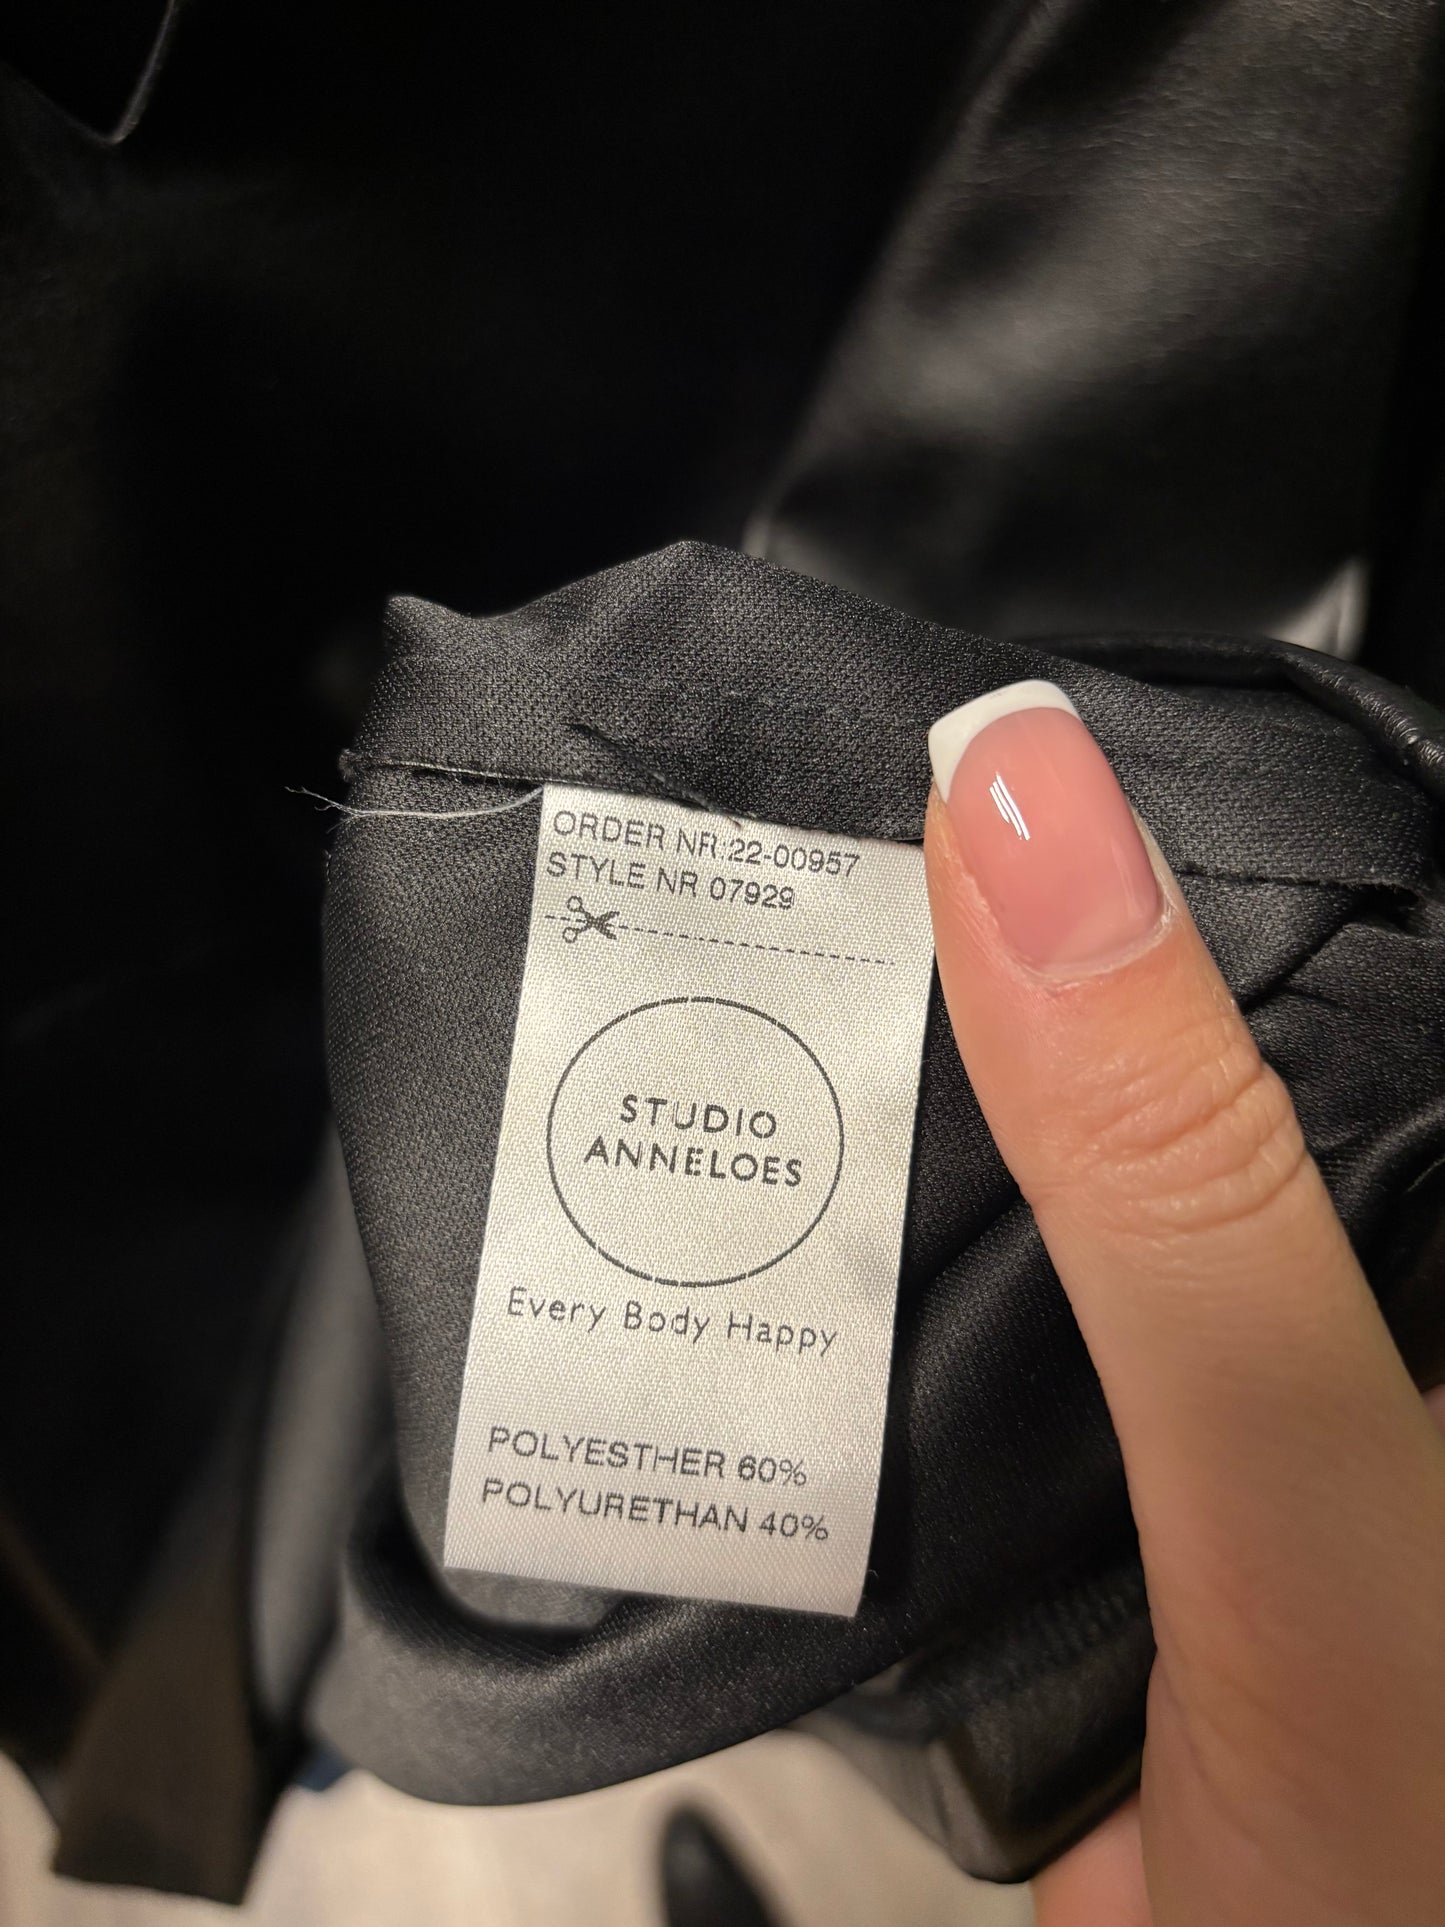 ORDER NR.22-00957
STYLE NR 07929
STUDIO
ANNELOES
Every Body Happy
POLYESTHER 60%
POLYURETHAN 40%